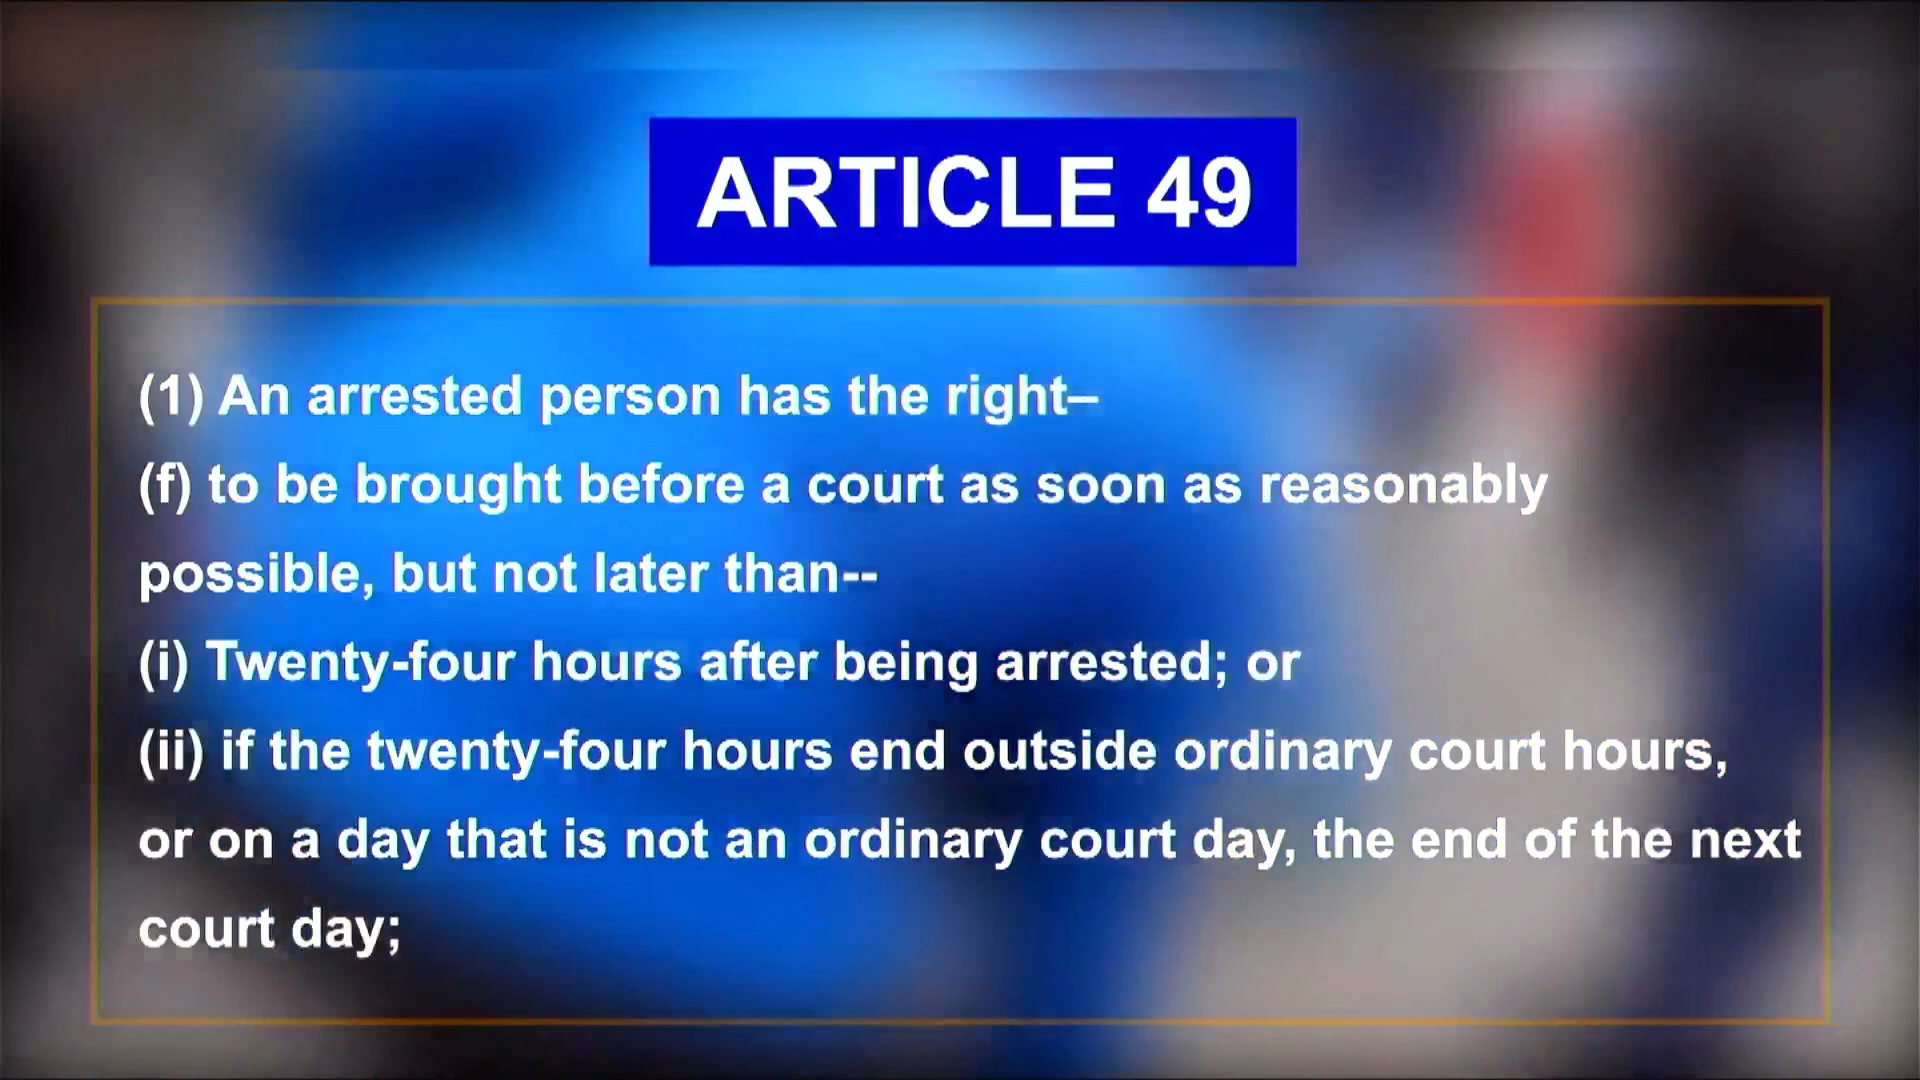 ARTICLE 49
(1) An arrested person has the right–
(f) to be brought before a court as soon as reasonably
possible, but not later than--
(i) Twenty-four hours after being arrested; or
(ii) if the twenty-four hours end outside ordinary court hours,
or on a day that is not an ordinary court day, the end of the next
court day;